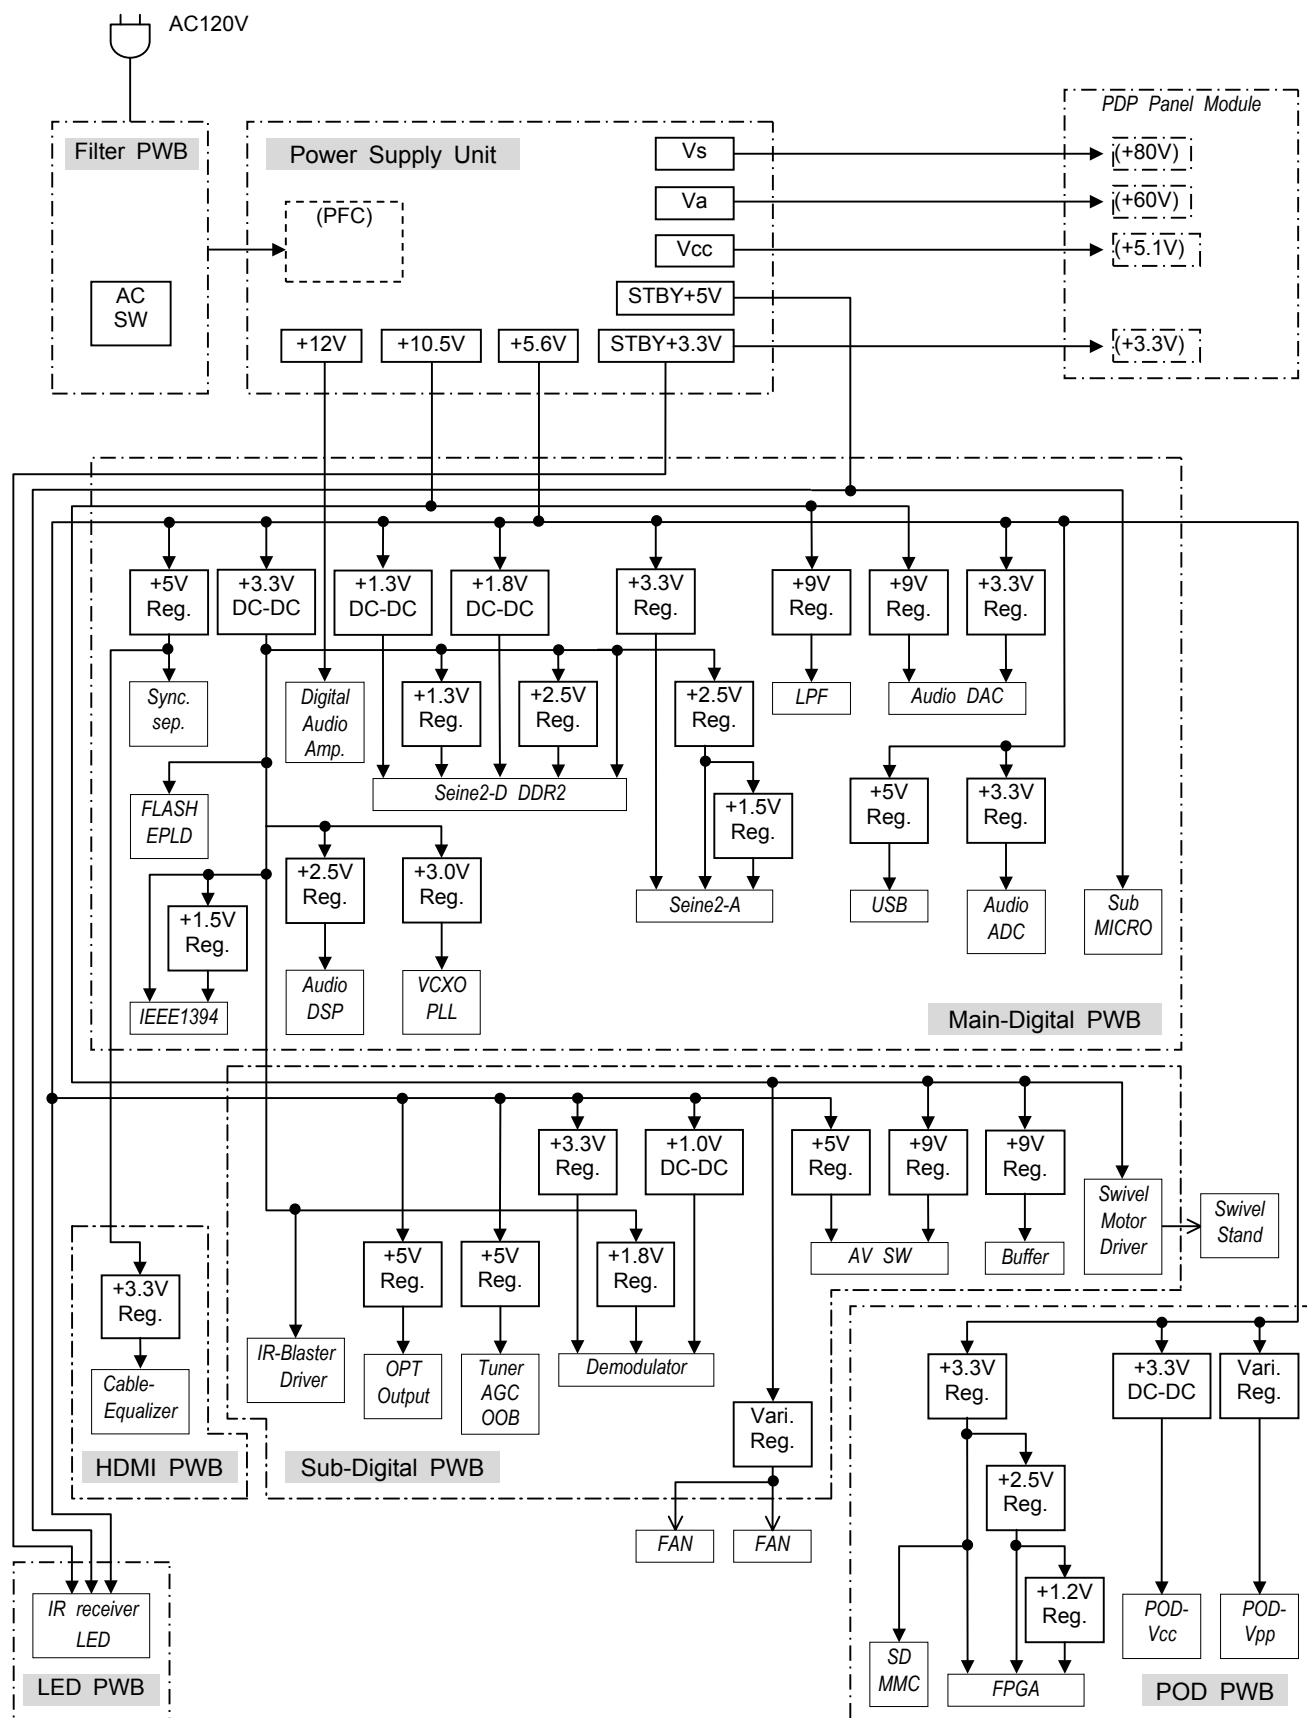 AC120V
PDP Panel Module
Filter PWB
Power Supply Unit
Vs
(+80V)
Va
(+60V)
(PFC)
Vcc
(+5.1V)
AC
SW
STBY+5V
+12V
+10.5V
+5.6V
STBY+3.3V
(+3.3V)
+5V
Reg.
+3.3V
DC-DC
+1.3V
DC-DC
+1.8V
DC-DC
+3.3V
Reg.
+9V
Reg.
+9V
Reg.
+3.3V
Reg.
Sync.
sep.
Digital
Audio
Amp.
+1.3V
Reg.
+2.5V
Reg.
+2.5V
Reg.
LPF
Audio DAC
FLASH
EPLD
Seine2-D DDR2
+1.5V
Reg.
+5V
Reg.
+3.3V
Reg.
+2.5V
Reg.
+3.0V
Reg.
Seine2-A
USB
Audio
ADC
Sub
MICRO
+1.5V
Reg.
Audio
DSP
VCXO
PLL
IEEE1394
Main-Digital PWB
+3.3V
Reg.
+1.0V
DC-DC
+5V
Reg.
+9V
Reg.
+9V
Reg.
Swivel
Motor
Driver
Swivel
Stand
+5V
Reg.
+5V
Reg.
+1.8V
Reg.
AV SW
Buffer
+3.3V
Reg.
IR-Blaster
Driver
OPT
Output
Tuner
AGC
OOB
Demodulator
Cable-
Equalizer
+3.3V
Reg.
+3.3V
DC-DC
Vari.
Reg.
Vari.
Reg.
HDMI PWB
Sub-Digital PWB
+2.5V
Reg.
FAN
FAN
+1.2V
Reg.
IR receiver
LED
POD-
Vcc
POD-
Vpp
SD
MMC
FPGA
LED PWB
POD PWB